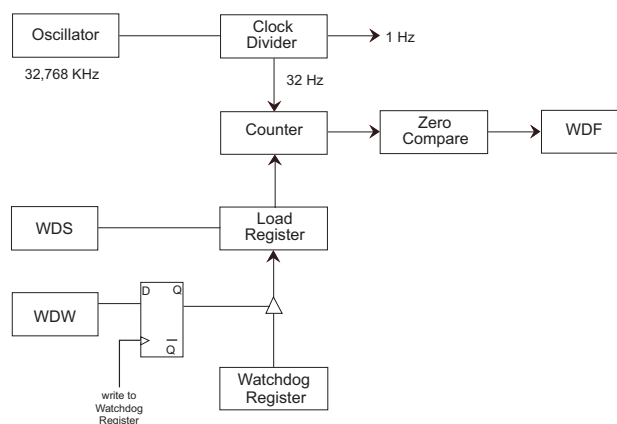 Oscillator
Clock
Divider
1 Hz
32,768 KHz
32 Hz
Counter
Zero
Compare
WDF
WDS
Load
Register
D Q
WDW
Q
write to
Watchdog
Register
Watchdog
Register